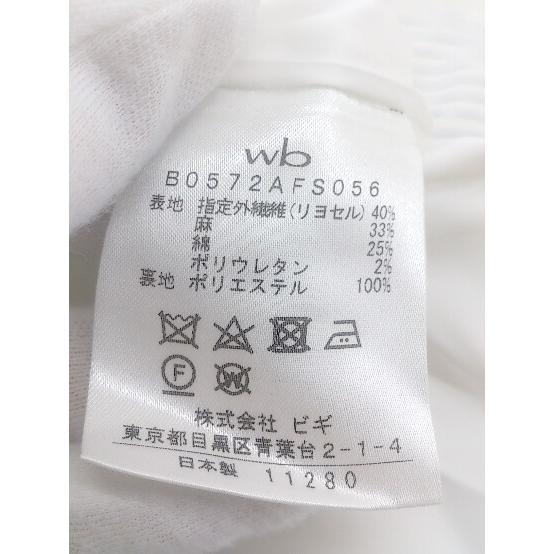 wb
B0572AFS056
表地 指定外繊維(リヨセル) 40%
麻 33%
綿 25%
ポリウレタン 2%
裏地 ポリエステル 100%
F W
株式会社 ビギ
東京都目黒区青葉台2-1-4
日本製 11280